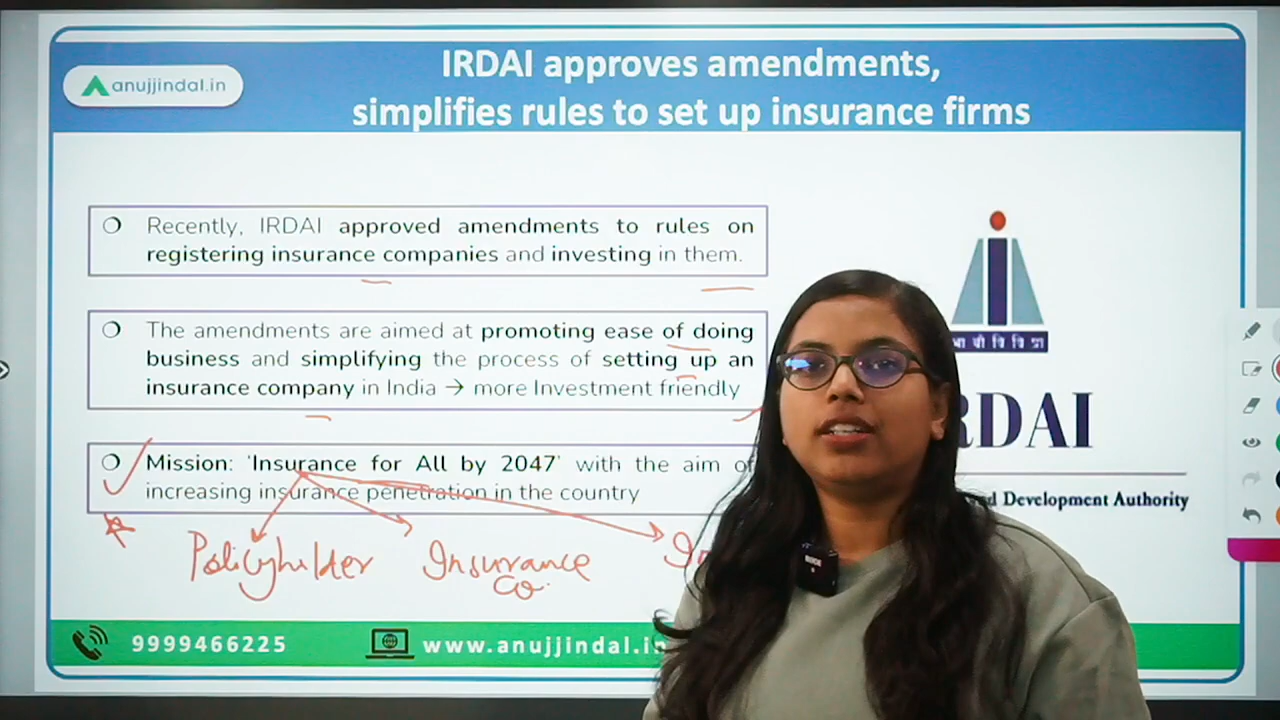 IRDAI approves amendments,
simplifies rules to set up insurance firms
anujjindal.in
Recently, IRDAI approved amendments to rules on
registering insurance companies and investing in them.
The amendments are aimed at promoting ease of doing
business and simplifying the process of setting up an
insurance company in India → more Investment friendly
Mission: 'Insurance for All by 2047' with the aim of
increasing insurance penetration in the country
Policyholder
Insurance
Co.
RDAI
Development Authority
9999466225
www.anujjindal.in